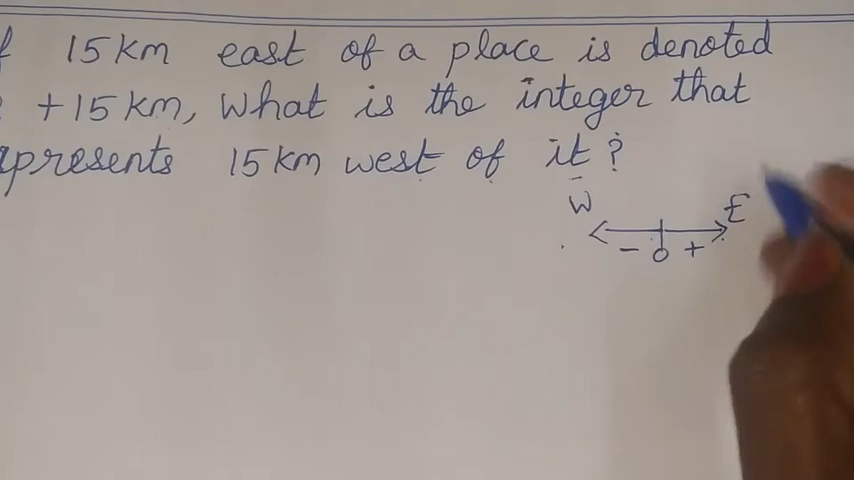 15 km east of a place is denoted
+15 km, What is the integer that
15 km west of it?
W E
- 0 +